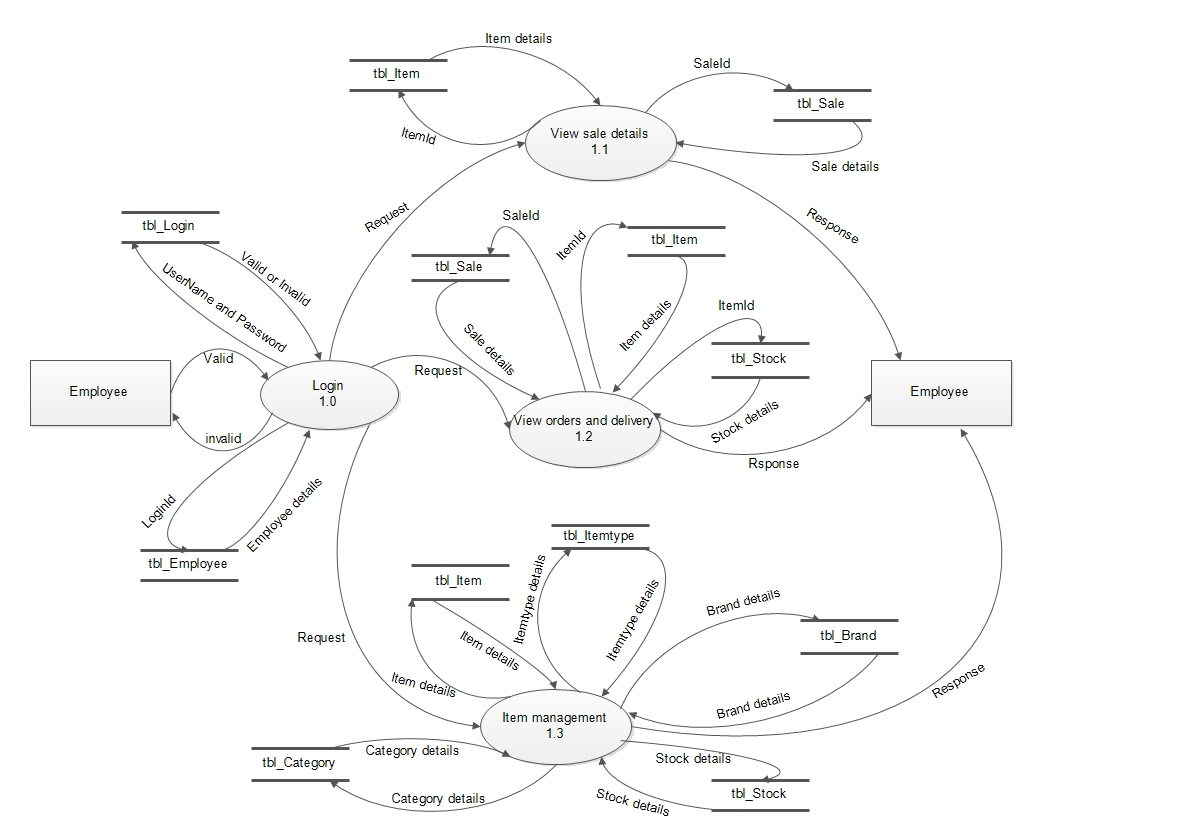 Item details
SaleId
tbl_Item
tbl_Sale
ItemId
View sale details
1.1
Sale details
Request
Response
tbl_Login
Valid or Invalid
UserName and Password
SaleId
ItemId
tbl_Item
tbl_Sale
Sale details
Item details
ItemId
tbl_Stock
Stock details
Valid
Employee
Login
1.0
Request
invalid
View orders and delivery
1.2
Rsponse
Employee
LoginId
Employee details
tbl_Employee
tbl_Itemtype
tbl_Item
Itemtype details
Itemtype details
Item details
Item details
Brand details
tbl_Brand
Brand details
Request
Response
Item management
1.3
Category details
tbl_Category
Category details
Stock details
tbl_Stock
Stock details